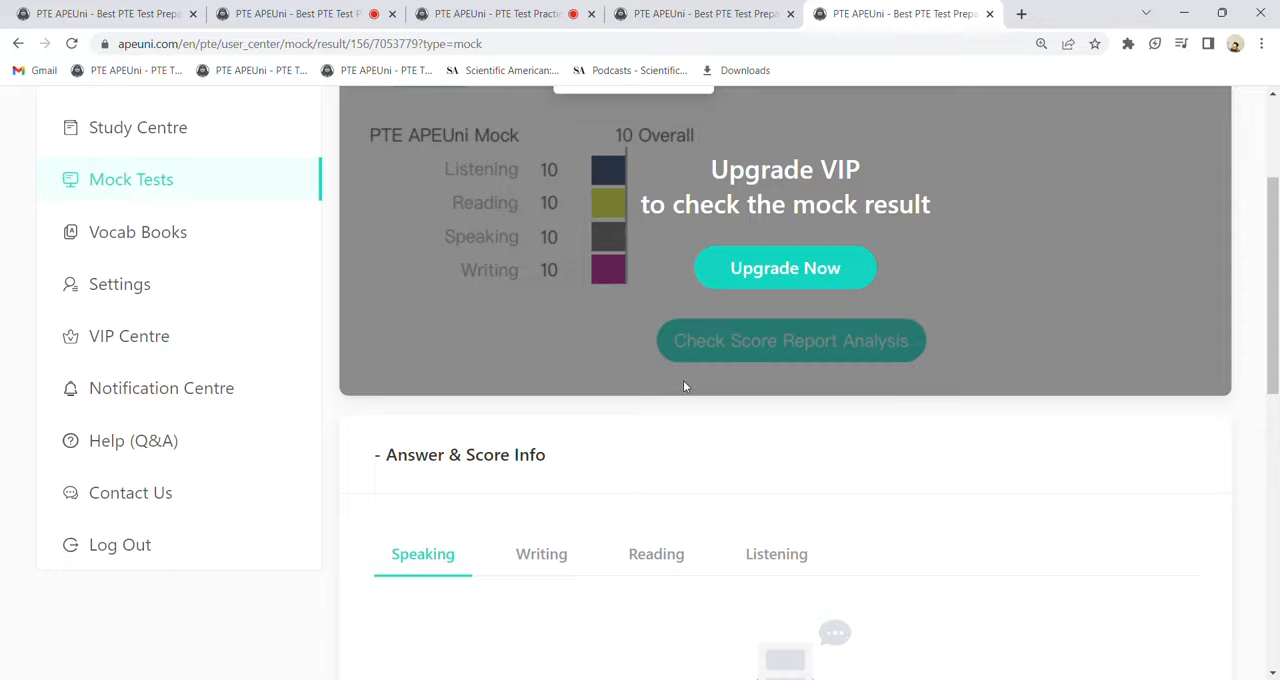 PTE APEUni - Best PTE Test Prepa
PTE APEUni - Best PTE Test P
PTE APEUni - PTE Test Practi
PTE APEUni - Best PTE Test Prepa
PTE APEUni - Best PTE Test Prepa
apeuni.com/en/pte/user_center/mock/result/156/7053779?type=mock
Gmail
PTE APEUni - PTE T...
PTE APEUni - PTE T...
PTE APEUni - PTE T...
Scientific American:...
Podcasts - Scientific...
Downloads
Study Centre
Mock Tests
Vocab Books
Settings
VIP Centre
Notification Centre
Help (Q&A)
Contact Us
Log Out
PTE APEUni Mock 10 Overall
Listening 10
Reading 10
Speaking 10
Writing 10
Upgrade VIP
to check the mock result
Upgrade Now
Check Score Report Analysis
- Answer & Score Info
Speaking Writing Reading Listening